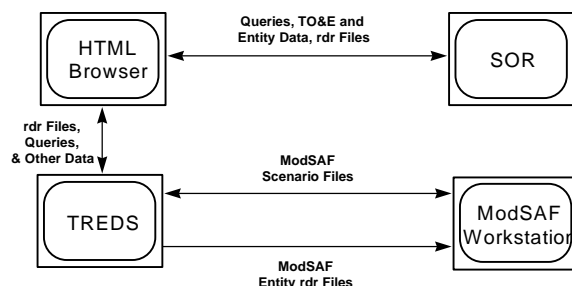 HTML
Browser
Queries, TO&E and
Entity Data, rdr Files
SOR
rdr Files,
Queries,
& Other Data
TREDS
ModSAF
Scenario Files
ModSAF
Workstation
ModSAF
Entity rdr Files